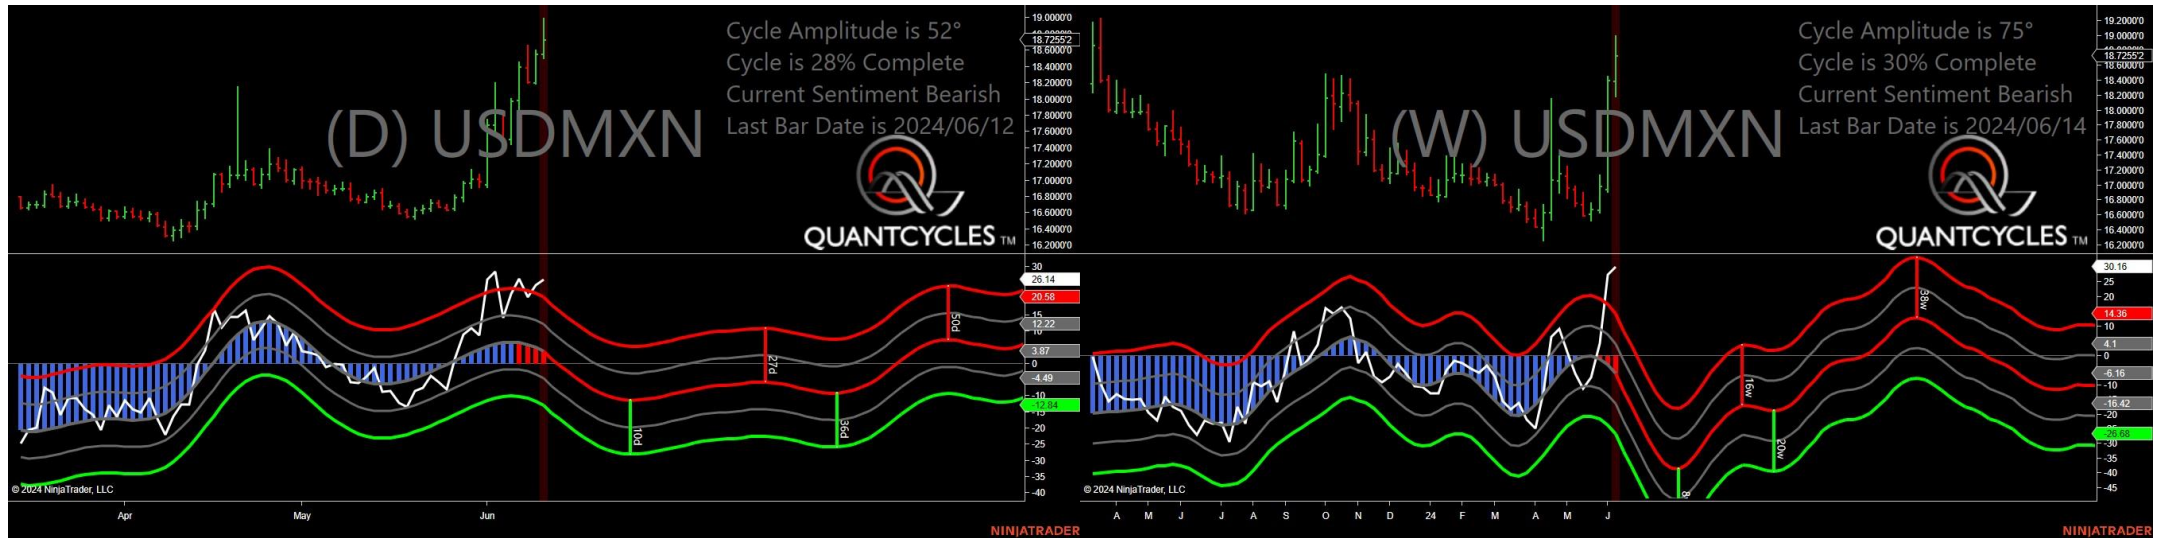 Cycle Amplitude is 52°
Cycle is 28% Complete
Current Sentiment Bearish
Last Bar Date is 2024/06/12
(D) USDMXN
QUANTCYCLES TM
19.0000'0
18.7255'2
18.6000'0
18.4000'0
18.2000'0
18.0000'0
17.8000'0
17.6000'0
17.4000'0
17.2000'0
17.0000'0
16.8000'0
16.6000'0
16.4000'0
16.2000'0
30
26.14
20.58
15
12.22
3.87
0
-4.49
-10
-12.84
-15
-20
-25
-30
-35
-40
10d
27d
36d
50d
© 2024 NinjaTrader, LLC
Apr
May
Jun
NINJATRADER
Cycle Amplitude is 75°
Cycle is 30% Complete
Current Sentiment Bearish
Last Bar Date is 2024/06/14
(W) USDMXN
QUANTCYCLES TM
19.2000'0
19.0000'0
18.7255'2
18.6000'0
18.4000'0
18.2000'0
18.0000'0
17.8000'0
17.6000'0
17.4000'0
17.2000'0
17.0000'0
16.8000'0
16.6000'0
16.4000'0
16.2000'0
30.16
25
20
14.36
10
4.1
0
-6.16
-10
-16.42
-20
-26.68
-30
-35
-40
-45
16w
20w
38w
© 2024 NinjaTrader, LLC
A M J J A S O N D 24 F M A M J
NINJATRADER